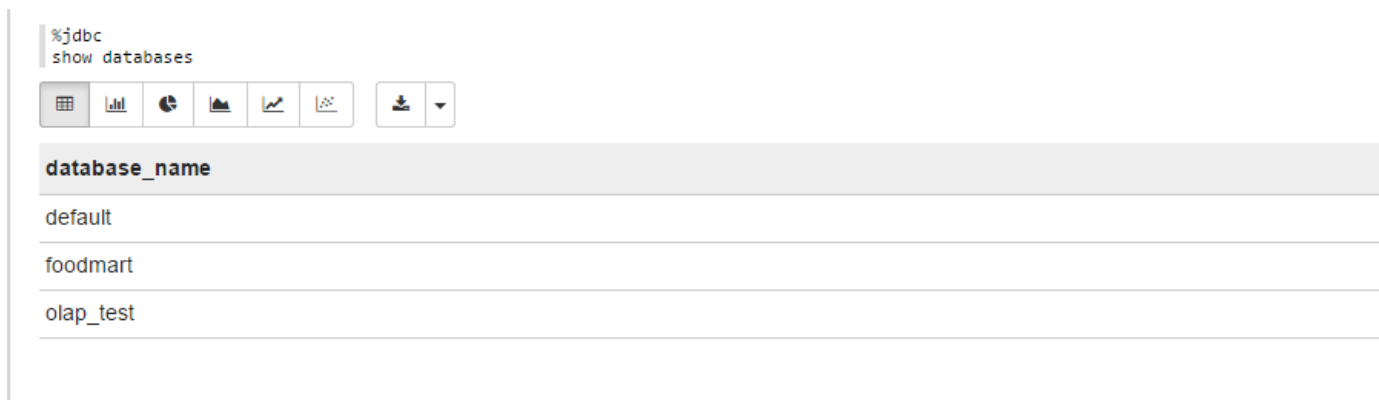 %jdbc
show databases
database_name
default
foodmart
olap_test